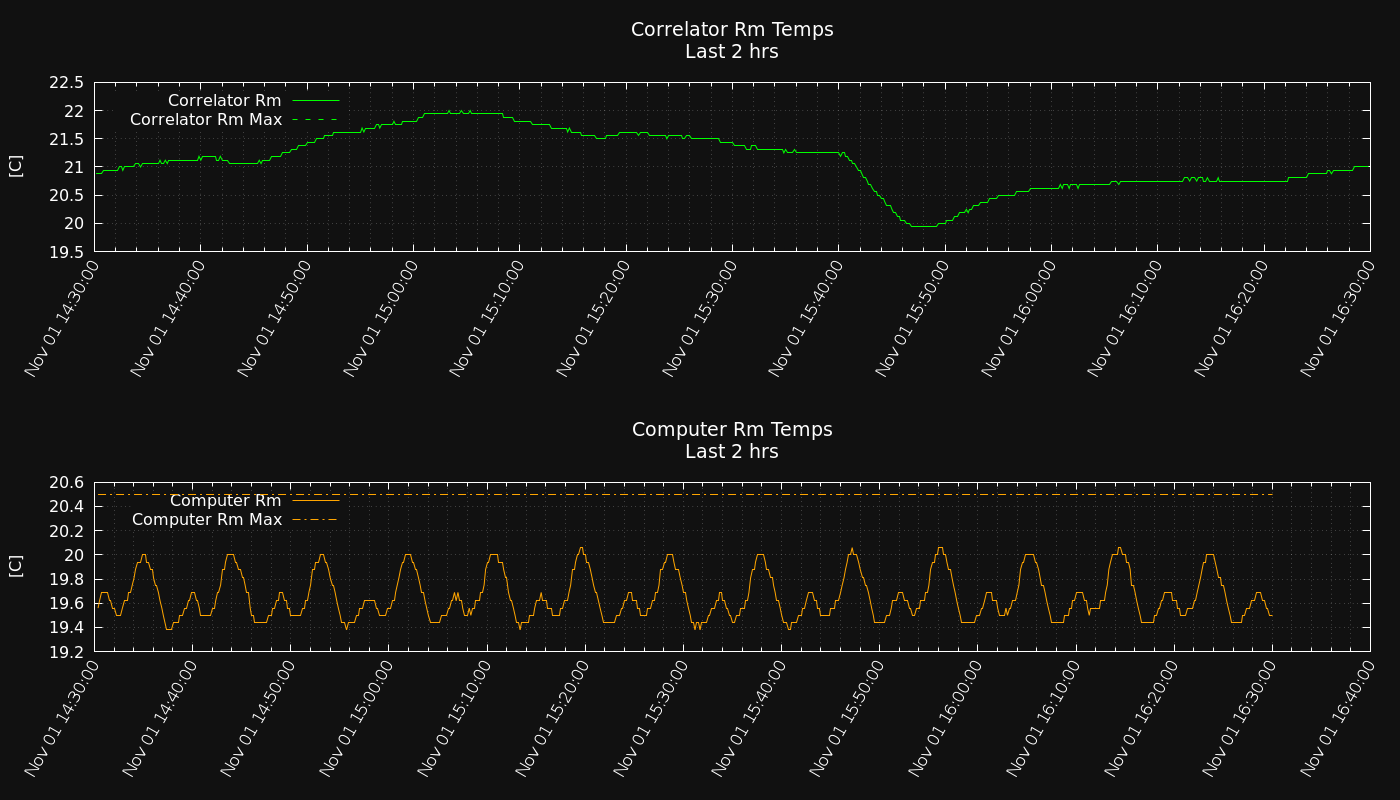 Correlator Rm Temps
Last 2 hrs
22.5
22
21.5
21
20.5
20
19.5
[C]
Correlator Rm
Correlator Rm Max
Nov 01 14:30:00
Nov 01 14:40:00
Nov 01 14:50:00
Nov 01 15:00:00
Nov 01 15:10:00
Nov 01 15:20:00
Nov 01 15:30:00
Nov 01 15:40:00
Nov 01 15:50:00
Nov 01 16:00:00
Nov 01 16:10:00
Nov 01 16:20:00
Nov 01 16:30:00
Computer Rm Temps
Last 2 hrs
20.6
20.4
20.2
20
19.8
19.6
19.4
19.2
[C]
Computer Rm
Computer Rm Max
Nov 01 14:30:00
Nov 01 14:40:00
Nov 01 14:50:00
Nov 01 15:00:00
Nov 01 15:10:00
Nov 01 15:20:00
Nov 01 15:30:00
Nov 01 15:40:00
Nov 01 15:50:00
Nov 01 16:00:00
Nov 01 16:10:00
Nov 01 16:20:00
Nov 01 16:30:00
Nov 01 16:40:00